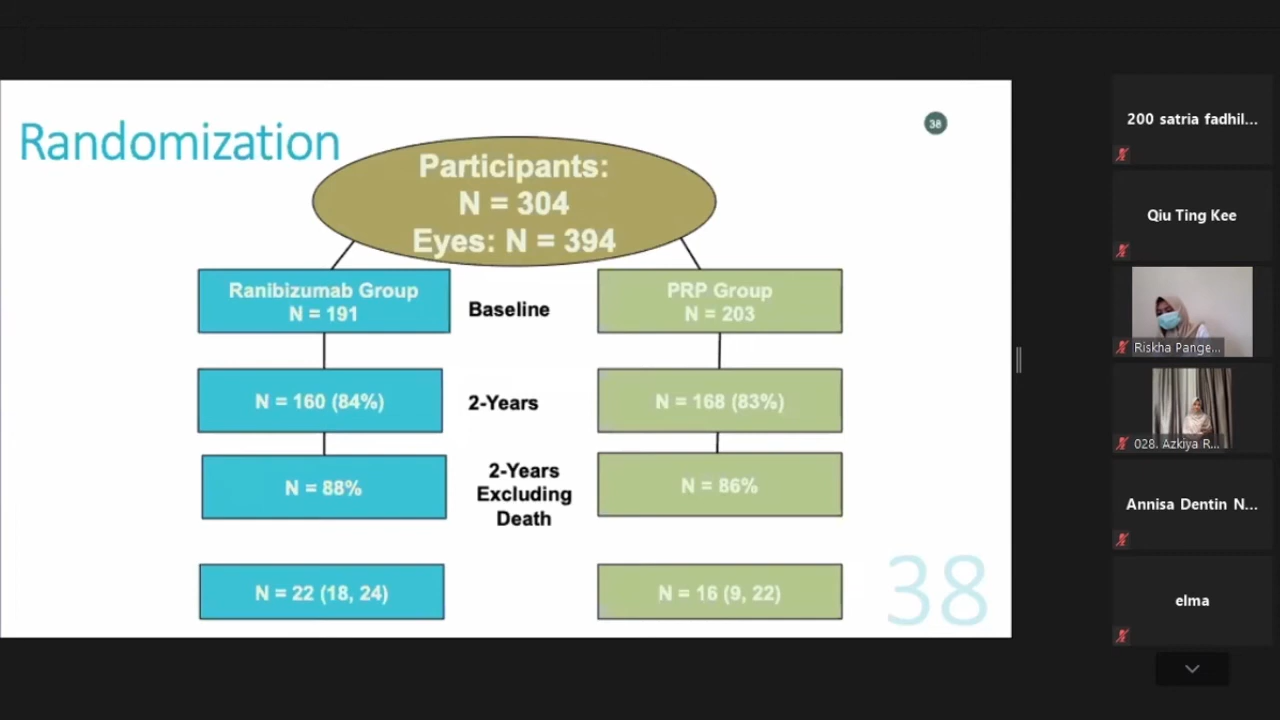 Randomization
38
Participants:
N = 304
Eyes: N = 394
Ranibizumab Group
N = 191
Baseline
PRP Group
N = 203
N = 160 (84%)
2-Years
N = 168 (83%)
N = 88%
2-Years
Excluding
Death
N = 86%
N = 22 (18, 24)
N = 16 (9, 22)
38
200 satria fadhil...
Qiu Ting Kee
Riskha Pange...
028. Azkiya R...
Annisa Dentin N...
elma